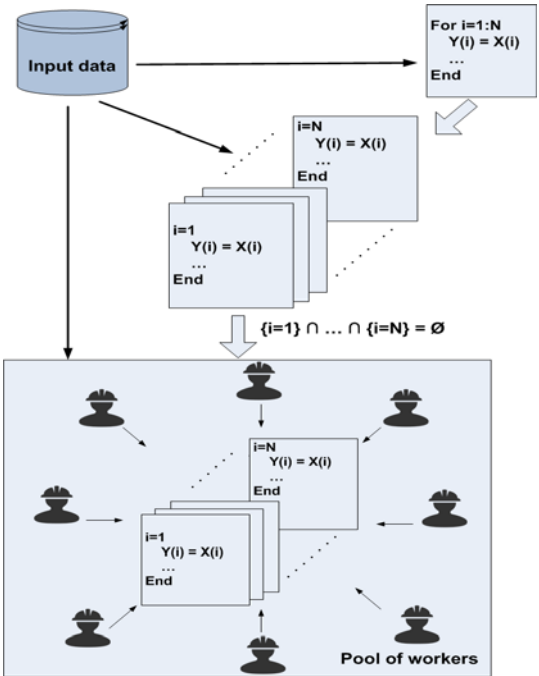 Input data
For i=1:N
Y(i) = X(i)
...
End
i=N
Y(i) = X(i)
...
End
i=1
Y(i) = X(i)
...
End
{i=1} ∩ ... ∩ {i=N} = Ø
i=N
Y(i) = X(i)
...
End
i=1
Y(i) = X(i)
...
End
Pool of workers